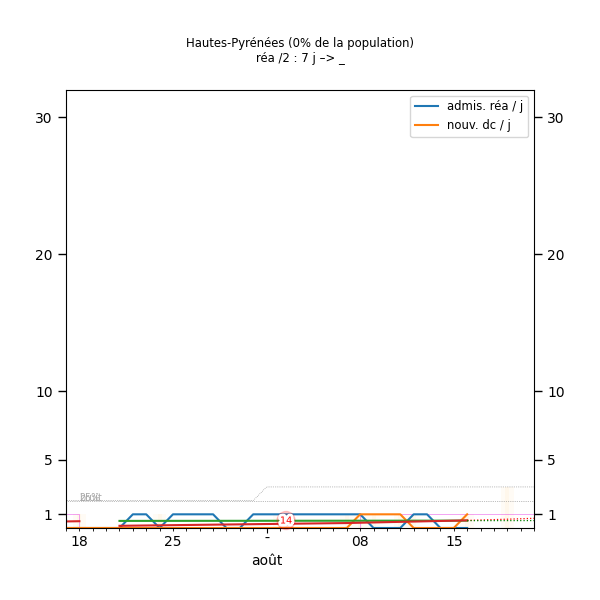 Hautes-Pyrénées (0% de la population)
réa /2 : 7 j –> _
admis. réa / j
nouv. dc / j
30 30
20 20
10 10
5 5
1 1
14
18 25 - 08 15
août